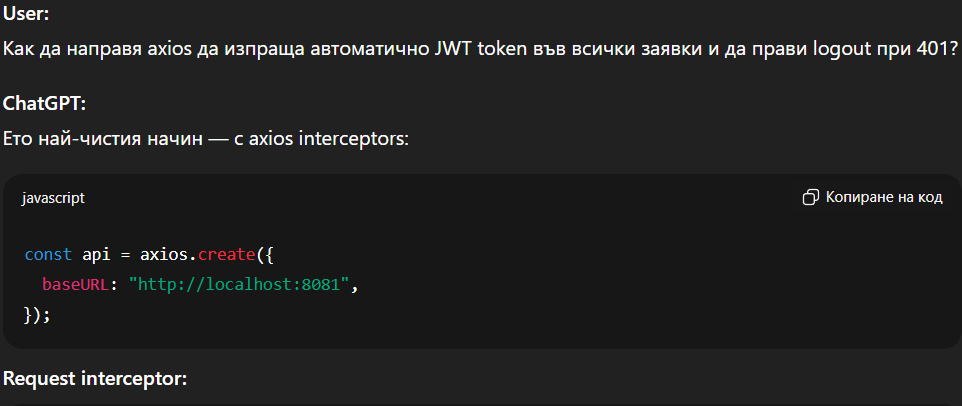 User:
Как да направя axios да изпраща автоматично JWT token във всички заявки и да прави logout при 401?
ChatGPT:
Ето най-чистия начин — с axios interceptors:
javascript
Копиране на код
const api = axios.create({
  baseURL: "http://localhost:8081",
});
Request interceptor: